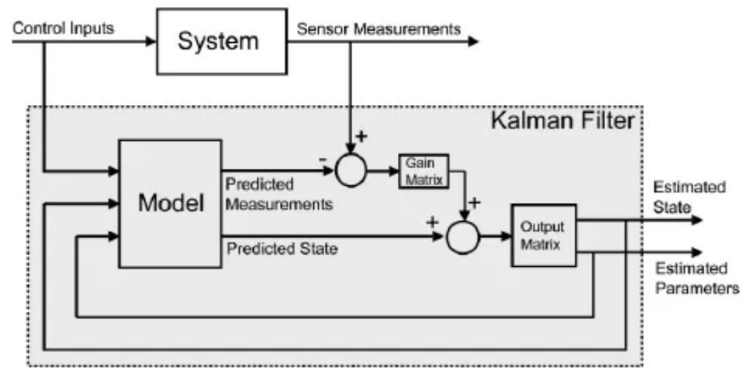 Control Inputs
System
Sensor Measurements
Kalman Filter
+
-
Gain
Matrix
Model
Predicted
Measurements
+
Estimated
State
+
Output
Matrix
Predicted State
Estimated
Parameters